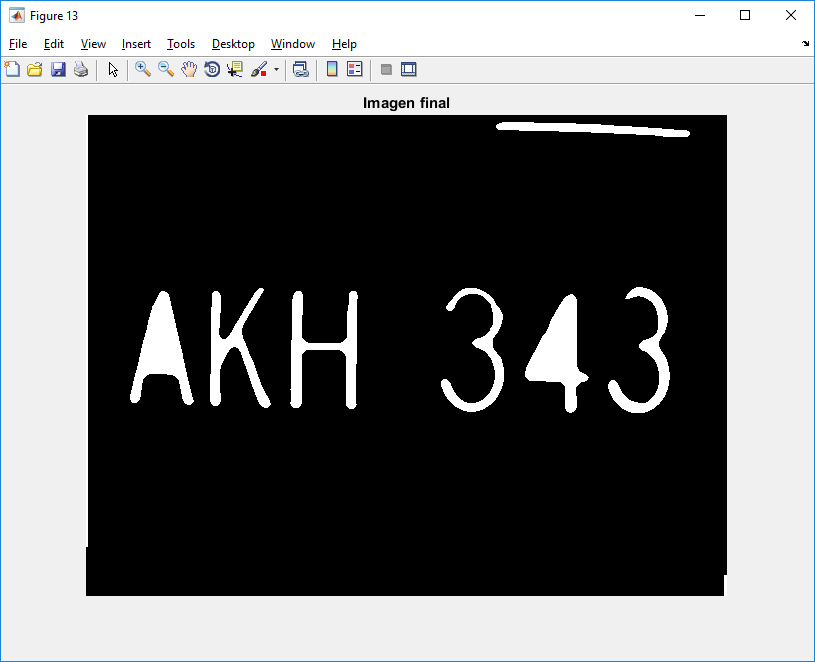 Figure 13
File Edit View Insert Tools Desktop Window Help
Imagen final
AKH 343